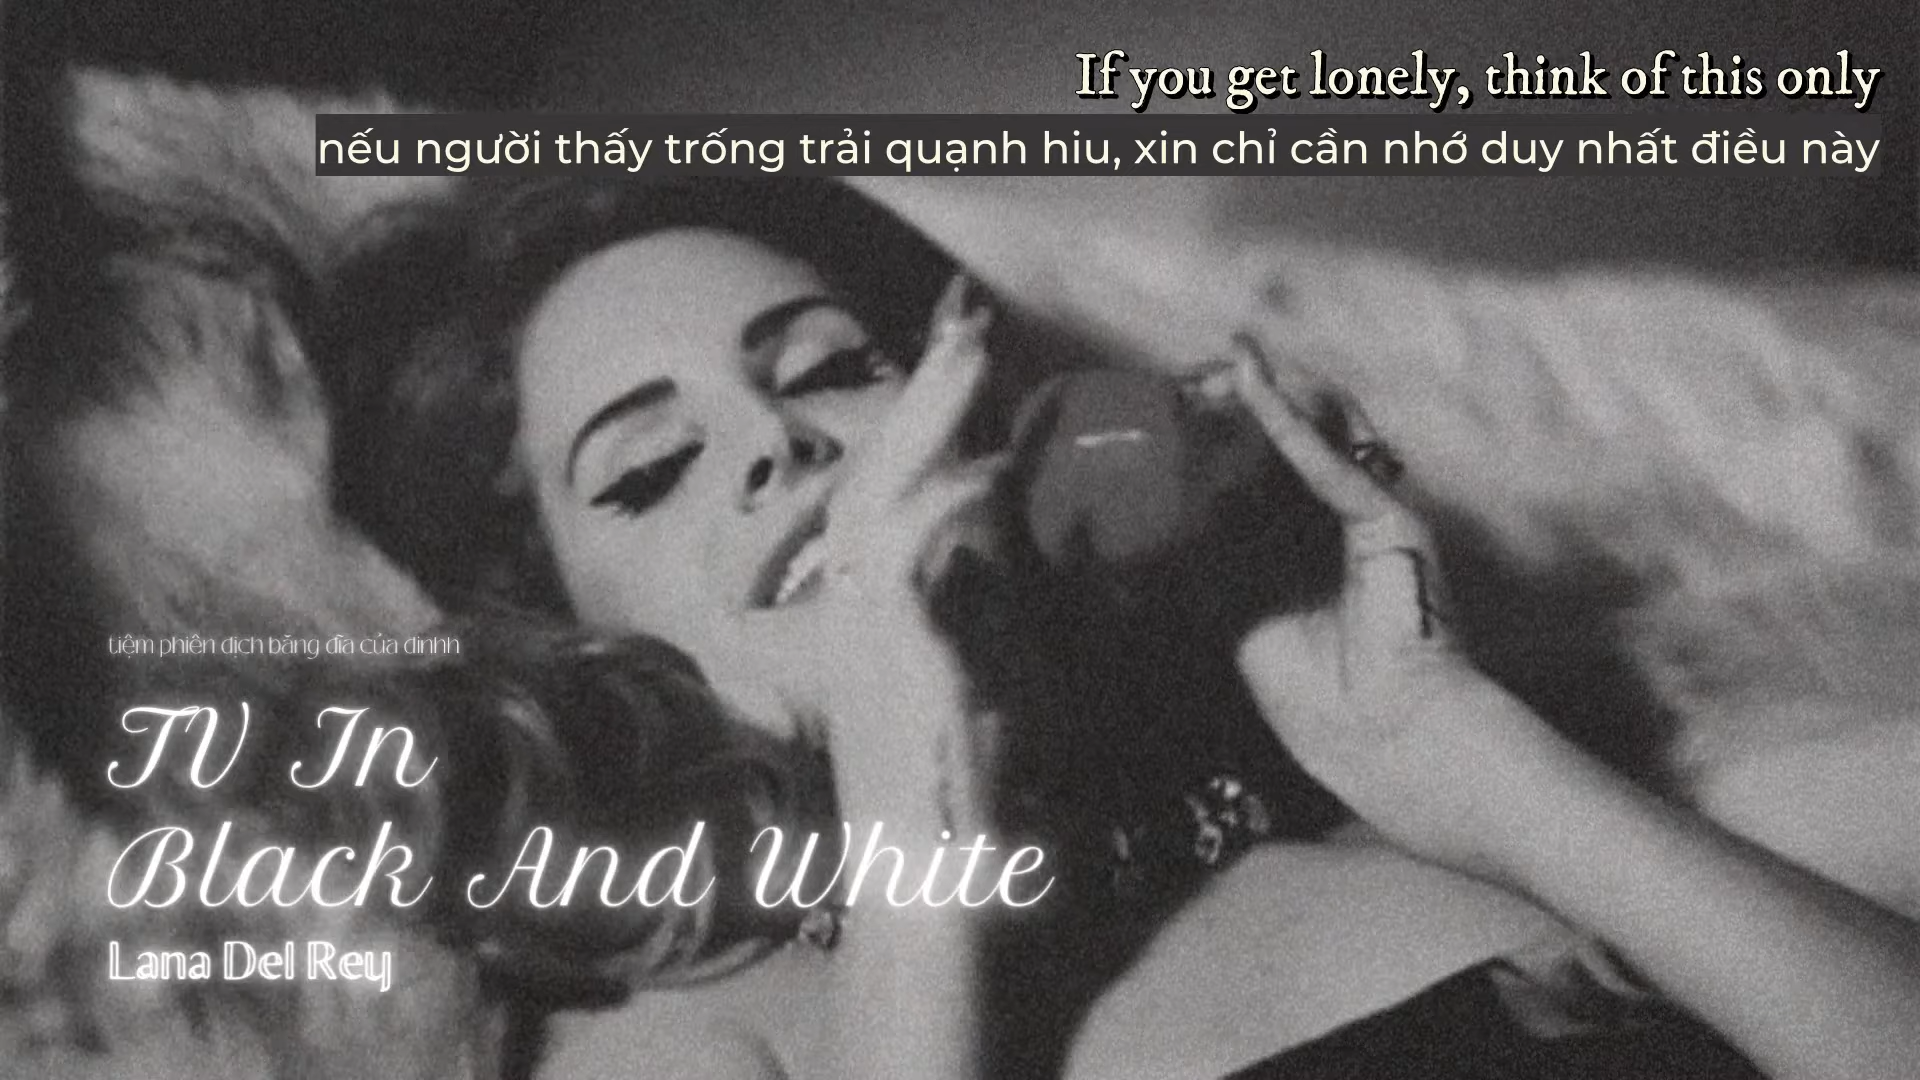 If you get lonely, think of this only
nếu người thấy trống trải quạnh hiu, xin chỉ cần nhớ duy nhất điều này
tiệm phiên dịch băng đĩa của đinhh
TV In
Black And White
Lana Del Rey